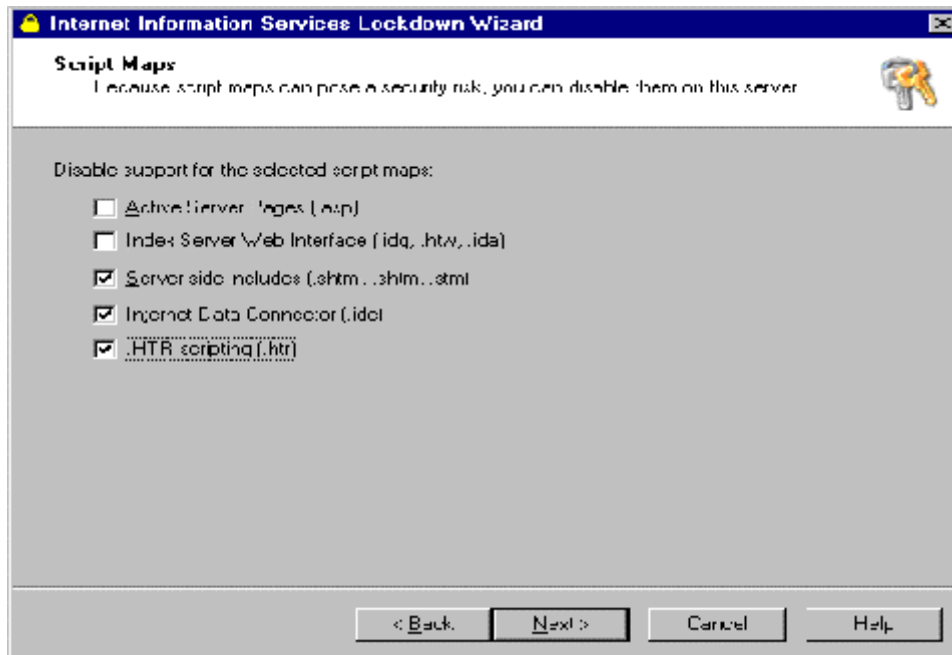 Internet Information Services Lockdown Wizard
Script Maps
Because script maps can pose a security risk, you can disable them on this server.
Disable support for the selected script maps:
Active Server Pages (.asp)
Index Server Web Interface (.idq, .htw, .ida)
Server side includes (.shtml, .shtm, .stm)
Internet Data Connector (.idc)
.HTR scripting (.htr)
< Back
Next >
Cancel
Help